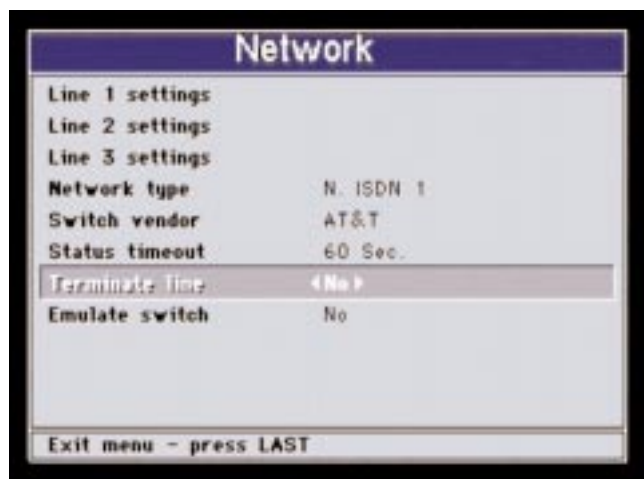 Network
Line 1 settings
Line 2 settings
Line 3 settings
Network type N. ISDN 1
Switch vendor AT&T
Status timeout 60 Sec.
Terminate line No
Emulate switch No
Exit menu - press LAST